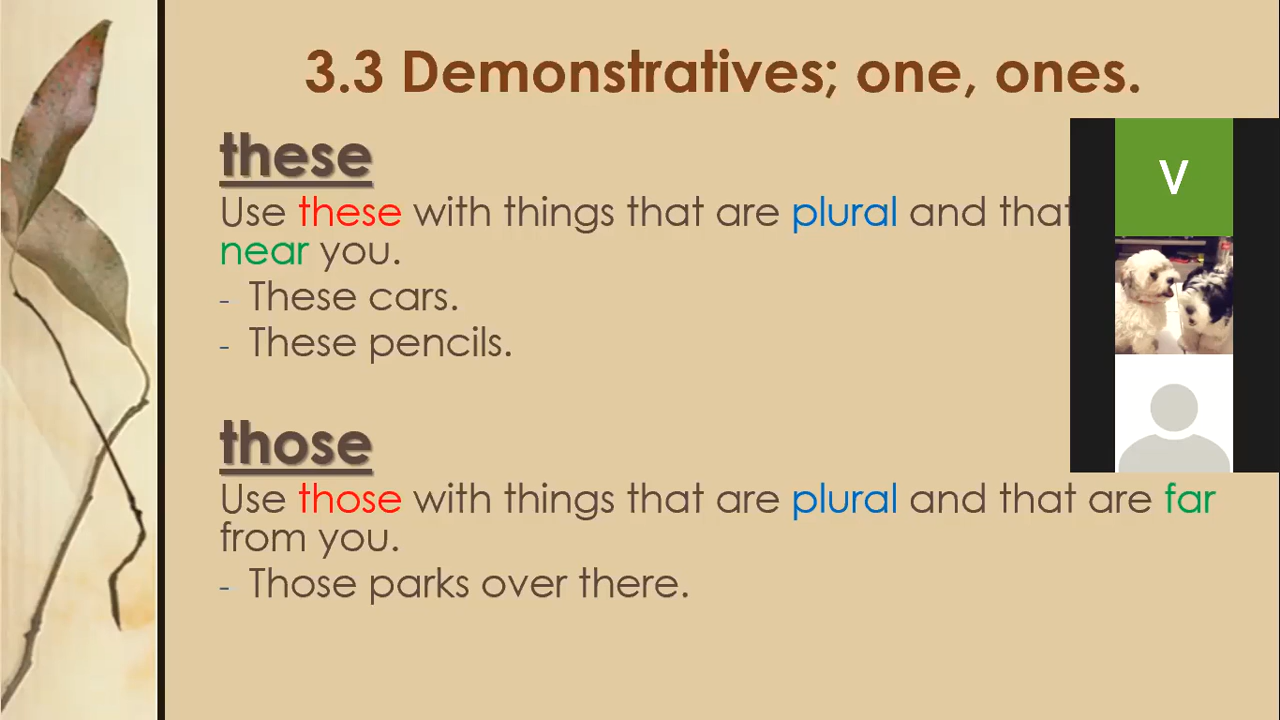 3.3 Demonstratives; one, ones.
these
Use these with things that are plural and that
near you.
- These cars.
- These pencils.
those
Use those with things that are plural and that are far
from you.
- Those parks over there.
V